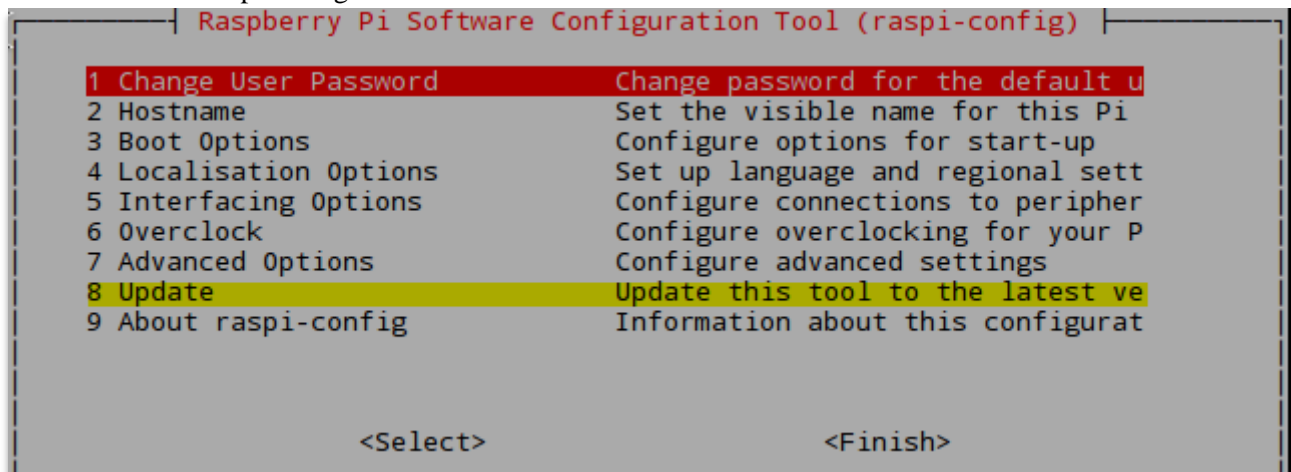 Raspberry Pi Software Configuration Tool (raspi-config)
1 Change User Password Change password for the default u
2 Hostname Set the visible name for this Pi
3 Boot Options Configure options for start-up
4 Localisation Options Set up language and regional sett
5 Interfacing Options Configure connections to peripher
6 Overclock Configure overclocking for your P
7 Advanced Options Configure advanced settings
8 Update Update this tool to the latest ve
9 About raspi-config Information about this configurat
<Select> <Finish>